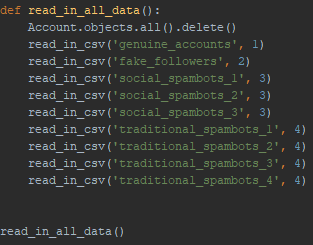 def read_in_all_data():
    Account.objects.all().delete()
    read_in_csv('genuine_accounts', 1)
    read_in_csv('fake_followers', 2)
    read_in_csv('social_spambots_1', 3)
    read_in_csv('social_spambots_2', 3)
    read_in_csv('social_spambots_3', 3)
    read_in_csv('traditional_spambots_1', 4)
    read_in_csv('traditional_spambots_2', 4)
    read_in_csv('traditional_spambots_3', 4)
    read_in_csv('traditional_spambots_4', 4)
read_in_all_data()